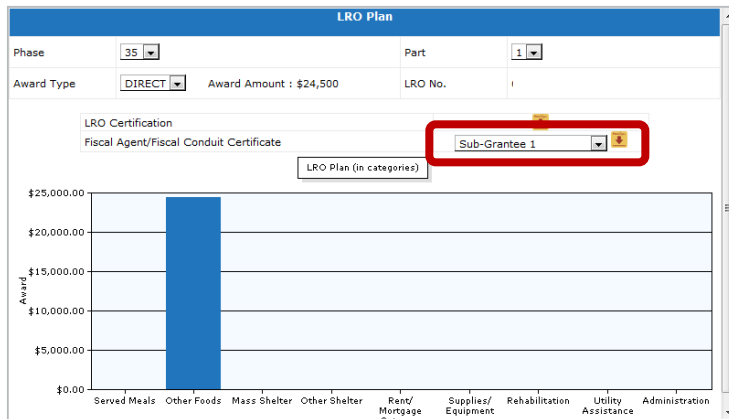 LRO Plan
Phase 35 Part 1
Award Type DIRECT Award Amount : $24,500 LRO No.
LRO Certification
Fiscal Agent/Fiscal Conduit Certificate Sub-Grantee 1
LRO Plan (in categories)
$25,000.00
$20,000.00
$15,000.00
$10,000.00
$5,000.00
$0.00
Award
Served Meals Other Foods Mass Shelter Other Shelter Rent/ Supplies/ Rehabilitation Utility Administration
Mortgage Equipment Assistance